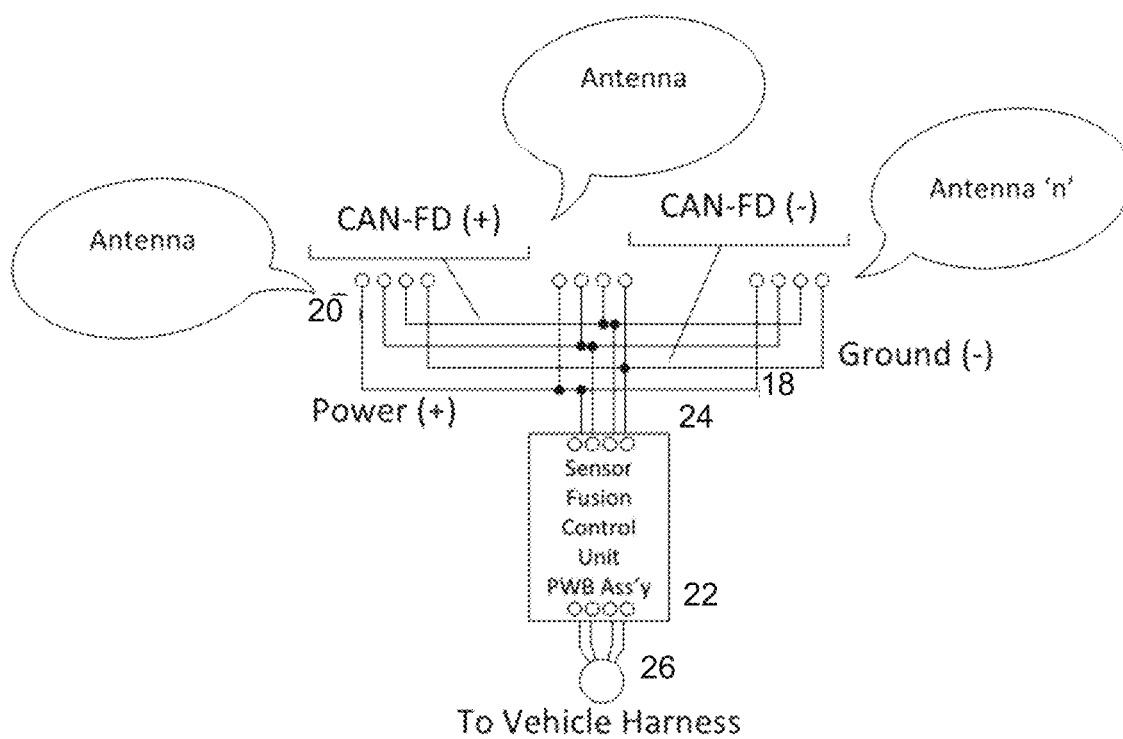 Antenna
Antenna
Antenna 'n'
CAN-FD (+)
CAN-FD (-)
20
Ground (-)
18
Power (+)
24
Sensor
Fusion
Control
Unit
PWB Ass'y
22
26
To Vehicle Harness